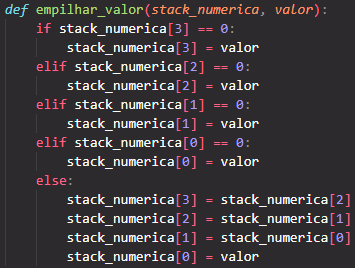 def empilhar_valor(stack_numerica, valor):
    if stack_numerica[3] == 0:
        stack_numerica[3] = valor
    elif stack_numerica[2] == 0:
        stack_numerica[2] = valor
    elif stack_numerica[1] == 0:
        stack_numerica[1] = valor
    elif stack_numerica[0] == 0:
        stack_numerica[0] = valor
    else:
        stack_numerica[3] = stack_numerica[2]
        stack_numerica[2] = stack_numerica[1]
        stack_numerica[1] = stack_numerica[0]
        stack_numerica[0] = valor